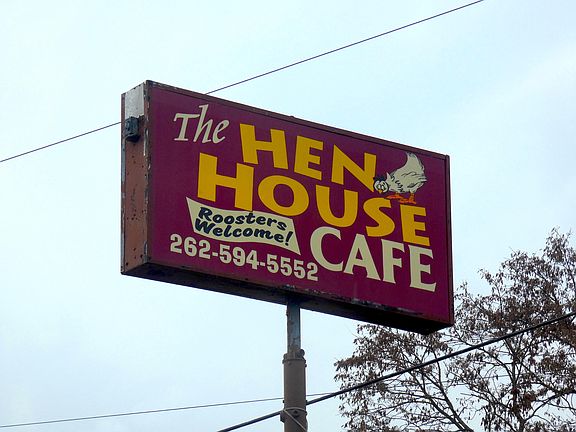 The HEN
HOUSE
Roosters
Welcome!
CAFE
262-594-5552